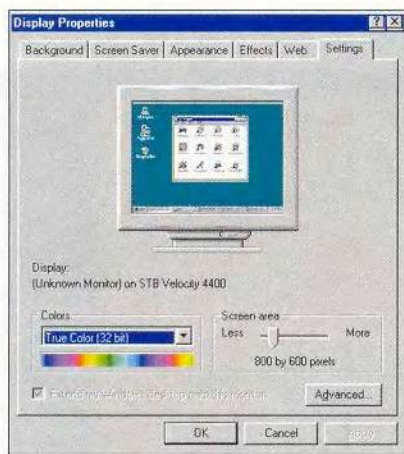 Display Properties
Background Screen Saver Appearance Effects Web Settings
Display:
(Unknown Monitor) on STB Velocity 4400
Colors
True Color (32 bit)
Screen area
Less More
800 by 600 pixels
Advanced...
OK Cancel Apply